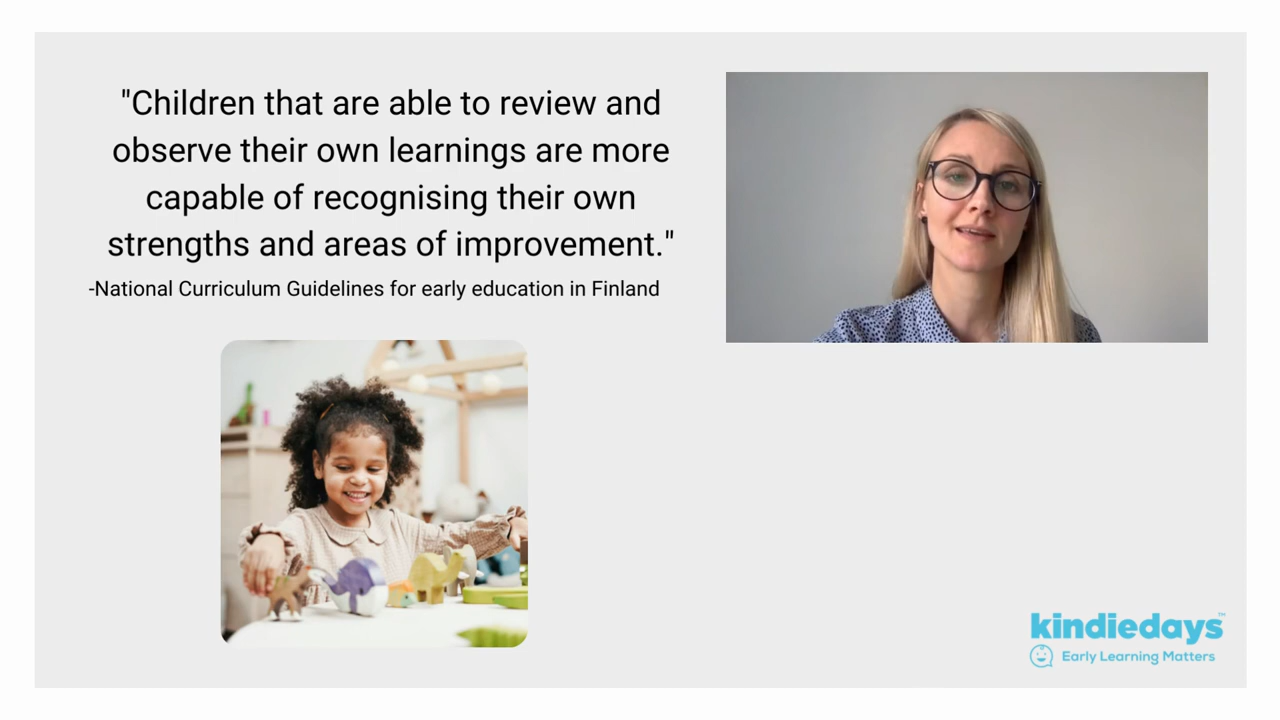 "Children that are able to review and
observe their own learnings are more
capable of recognising their own
strengths and areas of improvement."
-National Curriculum Guidelines for early education in Finland
kindiedays™
Early Learning Matters